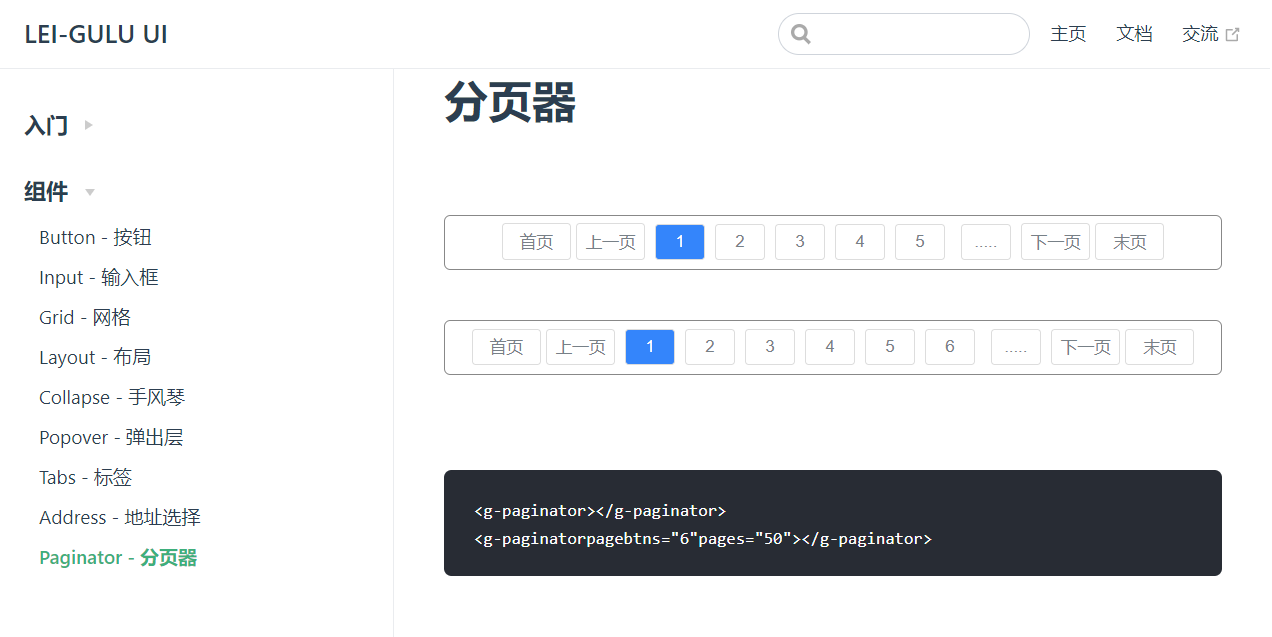 LEI-GULU UI
主页 文档 交流
入门
组件
Button - 按钮
Input - 输入框
Grid - 网格
Layout - 布局
Collapse - 手风琴
Popover - 弹出层
Tabs - 标签
Address - 地址选择
Paginator - 分页器
分页器
首页 上一页 1 2 3 4 5 ..... 下一页 末页
首页 上一页 1 2 3 4 5 6 ..... 下一页 末页
<g-paginator></g-paginator>
<g-paginatorpagebtns="6"pages="50"></g-paginator>